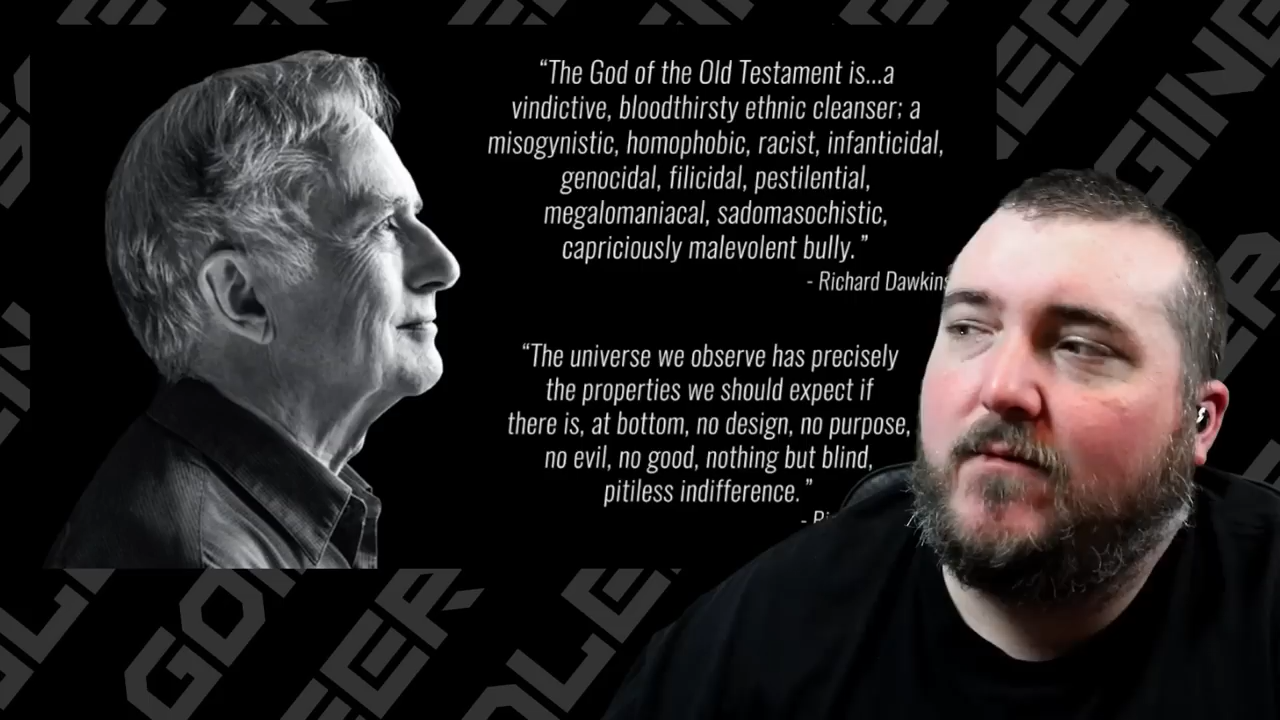 “The God of the Old Testament is...a
vindictive, bloodthirsty ethnic cleanser; a
misogynistic, homophobic, racist, infanticidal,
genocidal, filicidal, pestilential,
megalomaniacal, sadomasochistic,
capriciously malevolent bully.”
- Richard Dawkins
“The universe we observe has precisely
the properties we should expect if
there is, at bottom, no design, no purpose,
no evil, no good, nothing but blind,
pitiless indifference.”